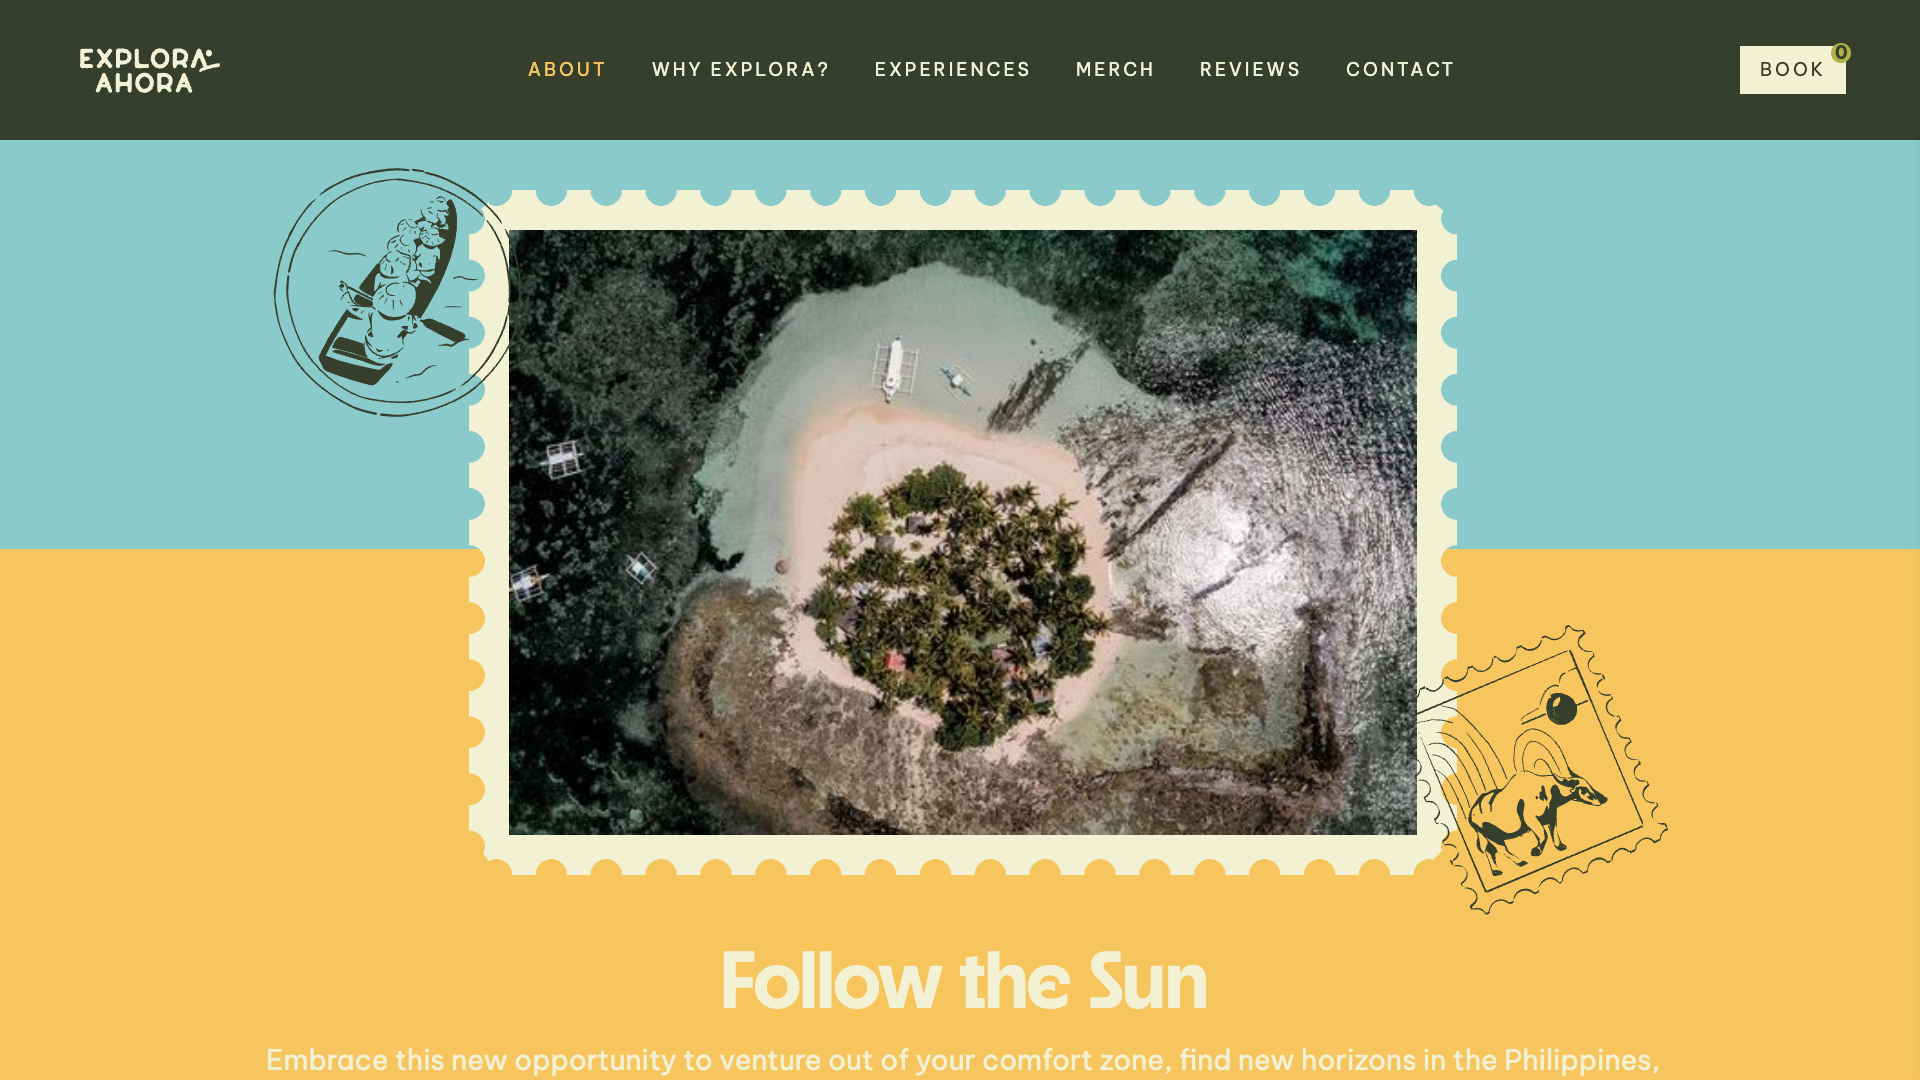 EXPLORA
AHORA
ABOUT
WHY EXPLORA?
EXPERIENCES
MERCH
REVIEWS
CONTACT
BOOK
0
Follow the Sun
Embrace this new opportunity to venture out of your comfort zone, find new horizons in the Philippines,